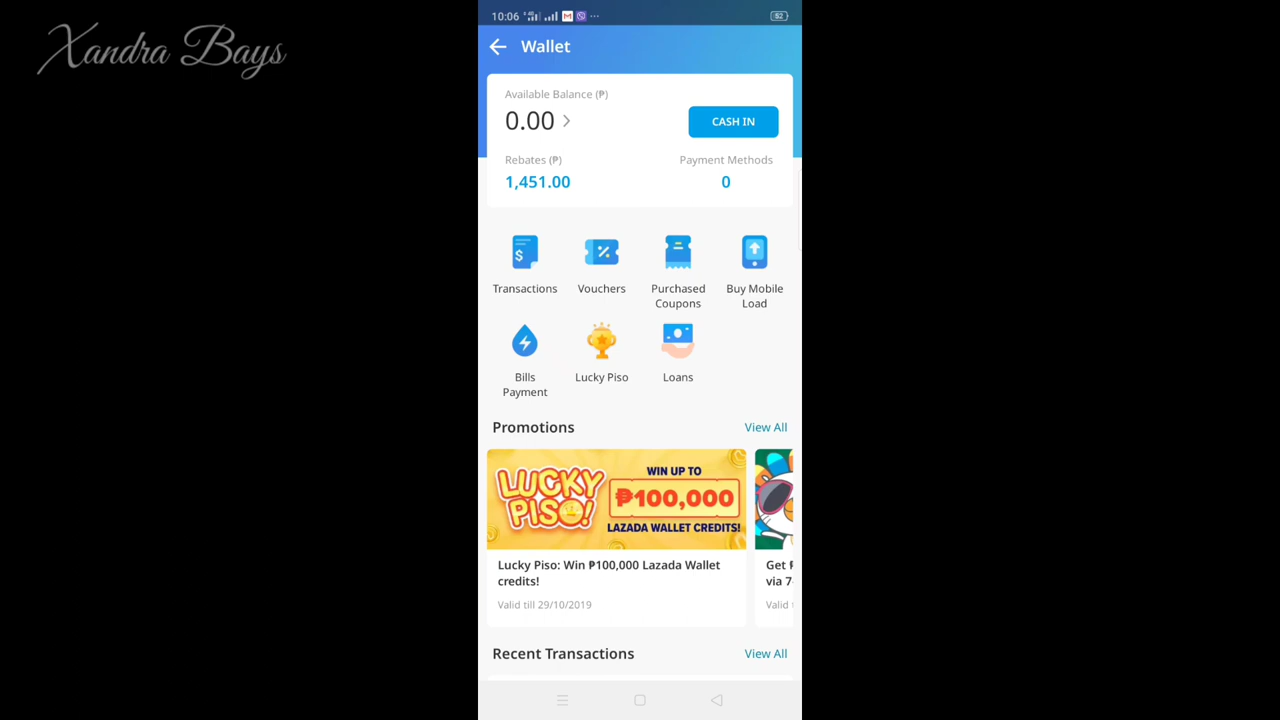 Xandra Bays
10:06
4G
52
Wallet
Available Balance (₱)
0.00
CASH IN
Rebates (₱)
Payment Methods
1,451.00
0
Transactions
Vouchers
Purchased
Coupons
Buy Mobile
Load
Bills
Payment
Lucky Piso
Loans
Promotions
View All
LUCKY
PISO!
WIN UP TO
₱100,000
LAZADA WALLET CREDITS!
Lucky Piso: Win ₱100,000 Lazada Wallet
credits!
Valid till 29/10/2019
Get
via 7-
Valid
Recent Transactions
View All